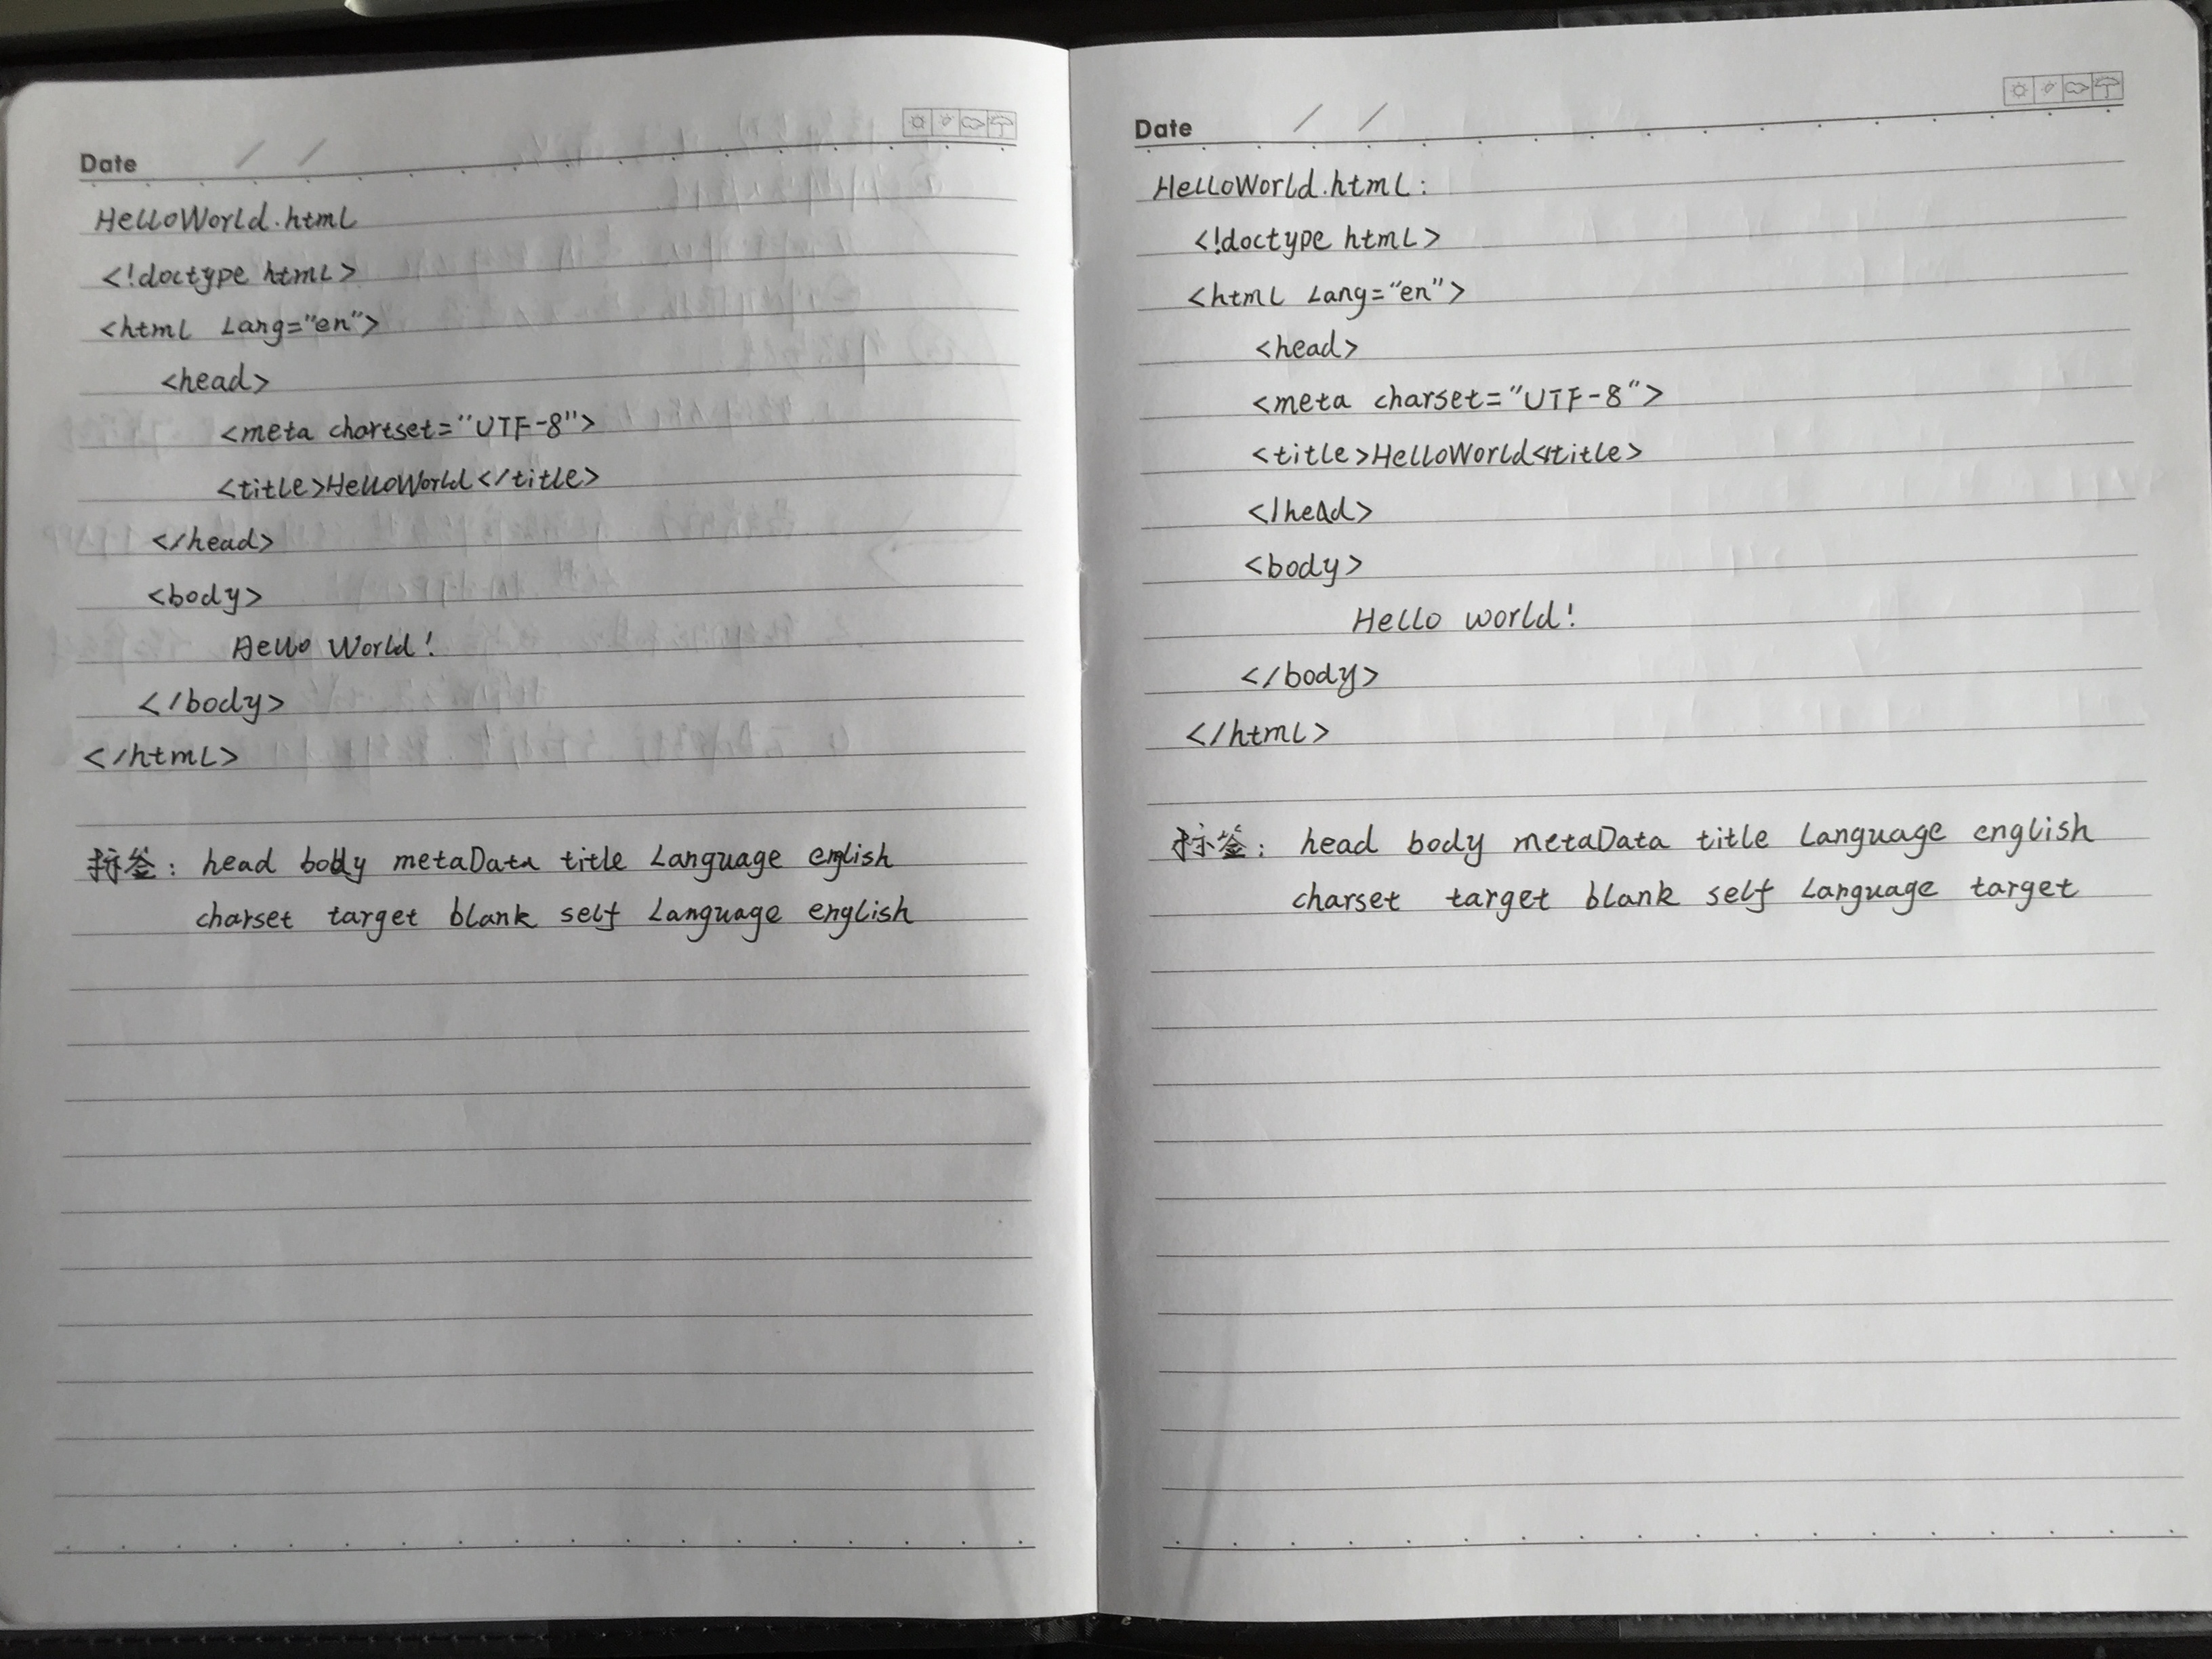 Date / /
HelloWorld.html
<!doctype html>
<html Lang="en">
<head>
<meta chartset="UTF-8">
<title>HelloWorld</title>
</head>
<body>
Hello World!
</body>
</html>
标签: head body metaData title Language english
charset target blank self Language english
Date / /
HelloWorld.html:
<!doctype html>
<html Lang="en">
<head>
<meta charset="UTF-8">
<title>HelloWorld</title>
</head>
<body>
Hello world!
</body>
</html>
标签: head body metaData title Language english
charset target blank self Language target